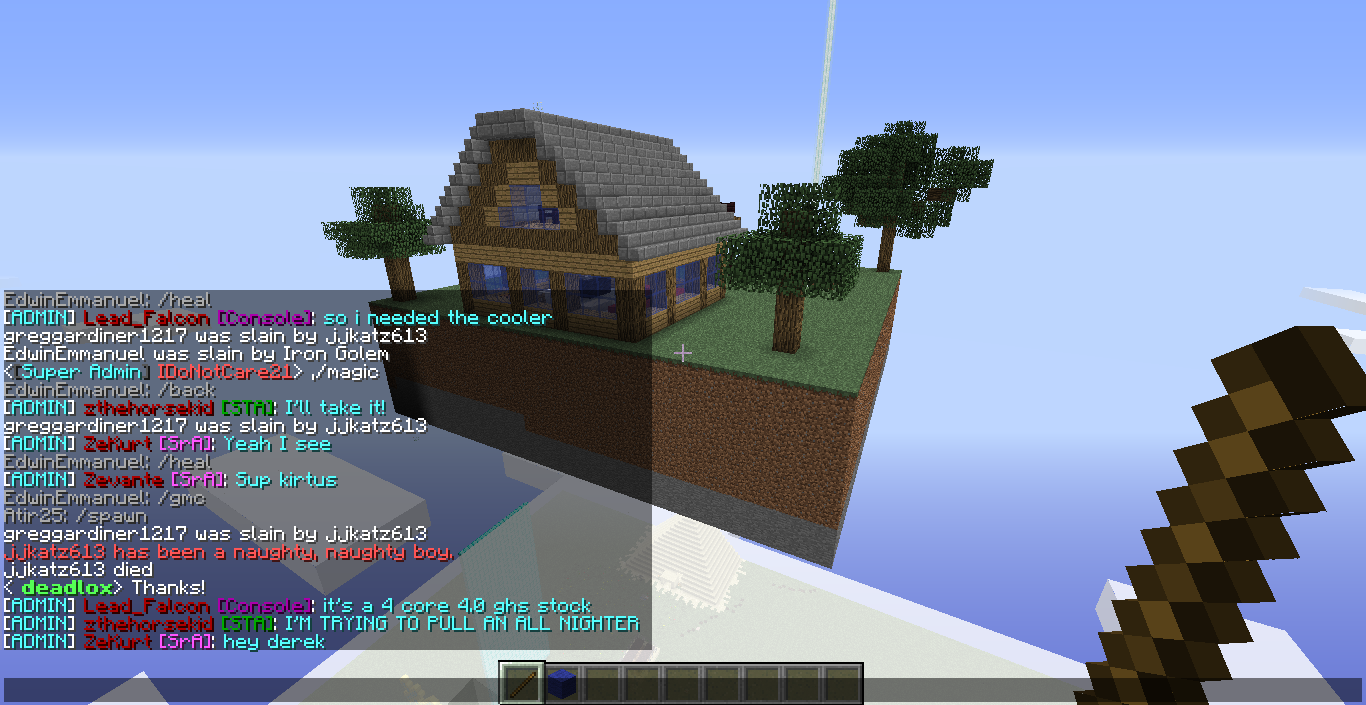 EdwinEmmanuel: /heal
[ADMIN] Lead_Falcon [Console]: so i needed the cooler
greggardiner1217 was slain by jjkatz613
EdwinEmmanuel was slain by Iron Golem
<[Super Admin] IDoNotCare21> ,/magic
EdwinEmmanuel: /back
[ADMIN] zthehorsekid [STA]: I'll take it!
greggardiner1217 was slain by jjkatz613
[ADMIN] ZeKurt [SrA]: Yeah I see
EdwinEmmanuel: /heal
[ADMIN] Zevante [SrA]: Sup kirtus
EdwinEmmanuel: /gmc
Atir25: /spawn
greggardiner1217 was slain by jjkatz613
jjkatz613 has been a naughty, naughty boy.
jjkatz613 died
< deadlox> Thanks!
[ADMIN] Lead_Falcon [Console]: it's a 4 core 4.0 ghs stock
[ADMIN] zthehorsekid [STA]: I'M TRYING TO PULL AN ALL NIGHTER
[ADMIN] ZeKurt [SrA]: hey derek